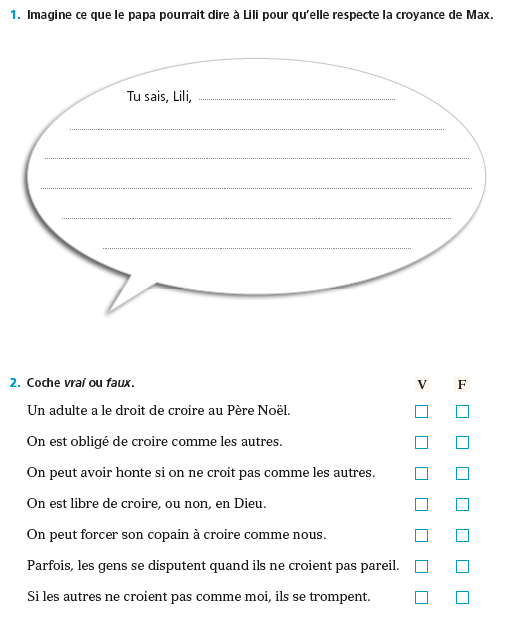 1. Imagine ce que le papa pourrait dire à Lili pour qu'elle respecte la croyance de Max.
Tu sais, Lili,
2. Coche vrai ou faux.
V F
Un adulte a le droit de croire au Père Noël.
On est obligé de croire comme les autres.
On peut avoir honte si on ne croit pas comme les autres.
On est libre de croire, ou non, en Dieu.
On peut forcer son copain à croire comme nous.
Parfois, les gens se disputent quand ils ne croient pas pareil.
Si les autres ne croient pas comme moi, ils se trompent.